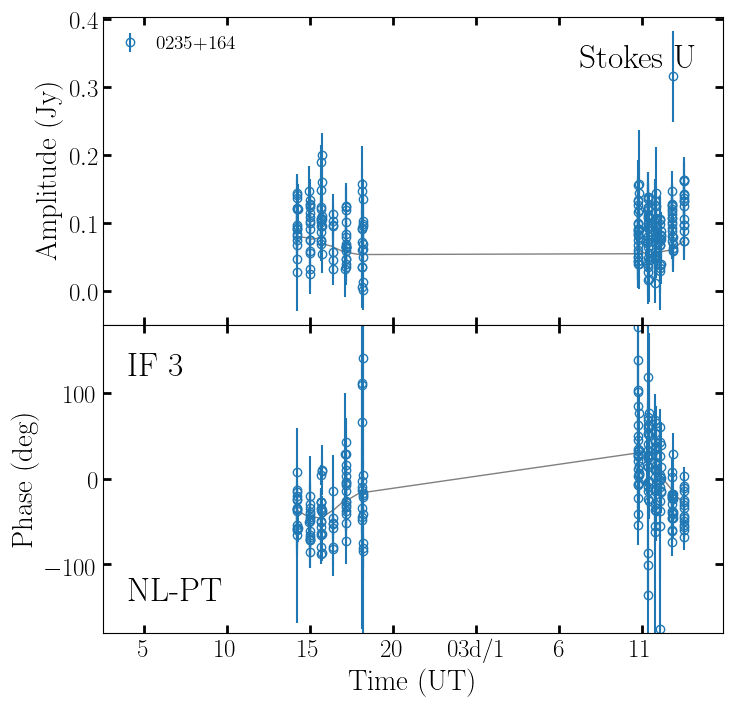 0.4
0235+164
Stokes U
0.3
0.2
0.1
0.0
Amplitude (Jy)
IF 3
100
0
−100
Phase (deg)
NL-PT
5 10 15 20 03d/1 6 11
Time (UT)